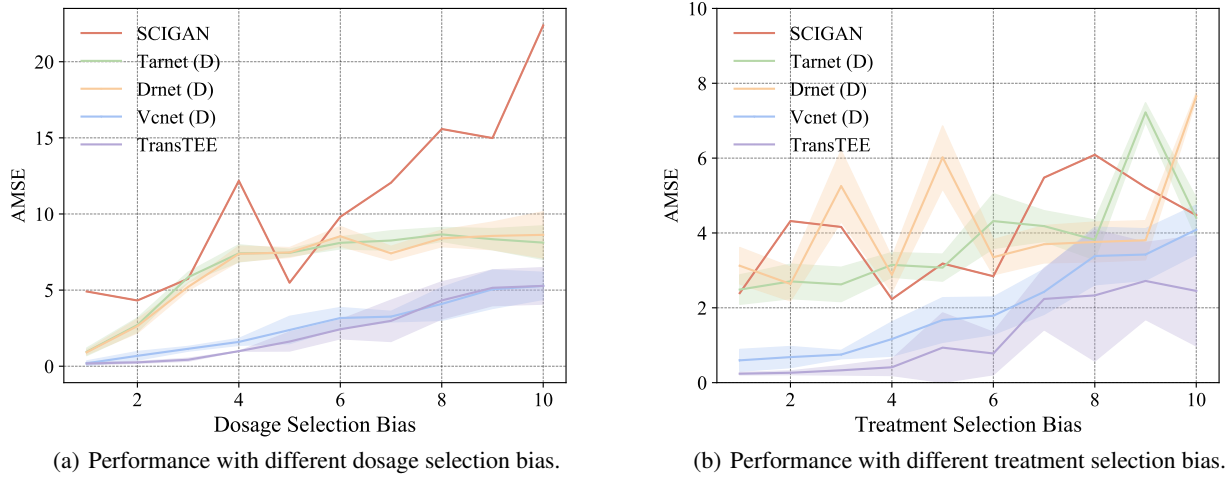 SCIGAN
Tarnet (D)
Drnet (D)
Vcnet (D)
TransTEE
AMSE
20
15
10
5
0
2
4
6
8
10
Dosage Selection Bias
(a) Performance with different dosage selection bias.
SCIGAN
Tarnet (D)
Drnet (D)
Vcnet (D)
TransTEE
AMSE
10
8
6
4
2
0
2
4
6
8
10
Treatment Selection Bias
(b) Performance with different treatment selection bias.